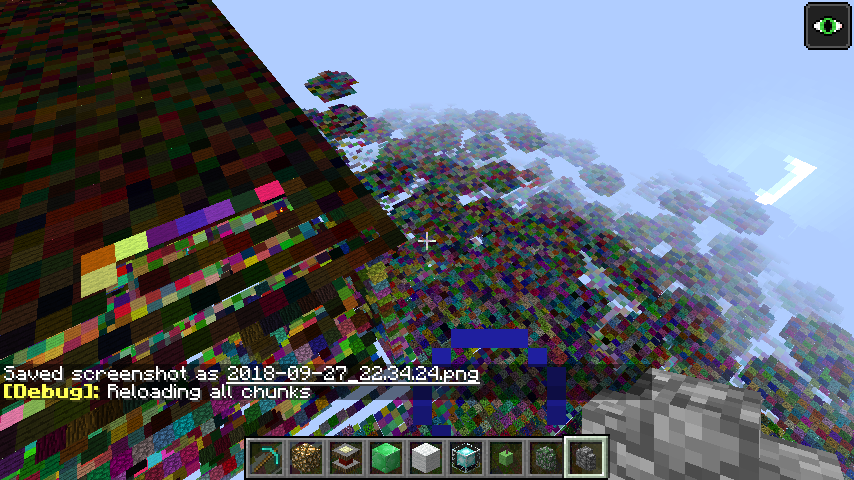 Saved screenshot as 2018-09-27_22.34.24.png
[Debug]: Reloading all chunks